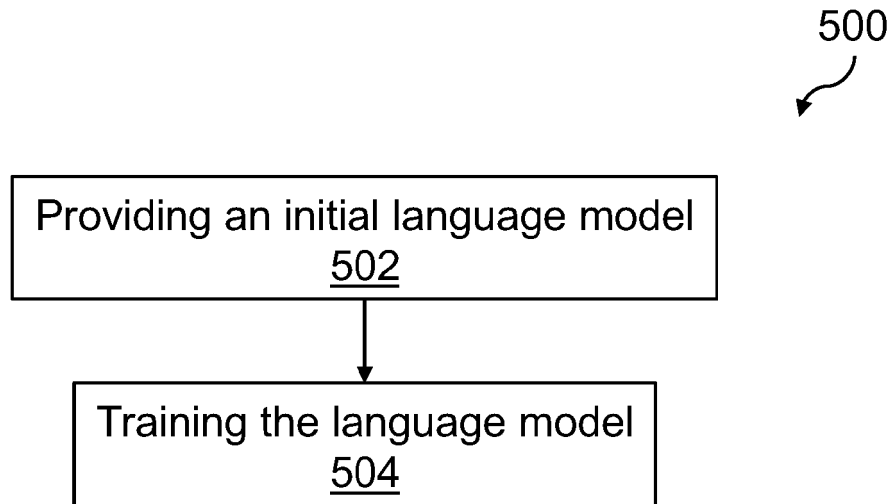 500
Providing an initial language model
502
Training the language model
504